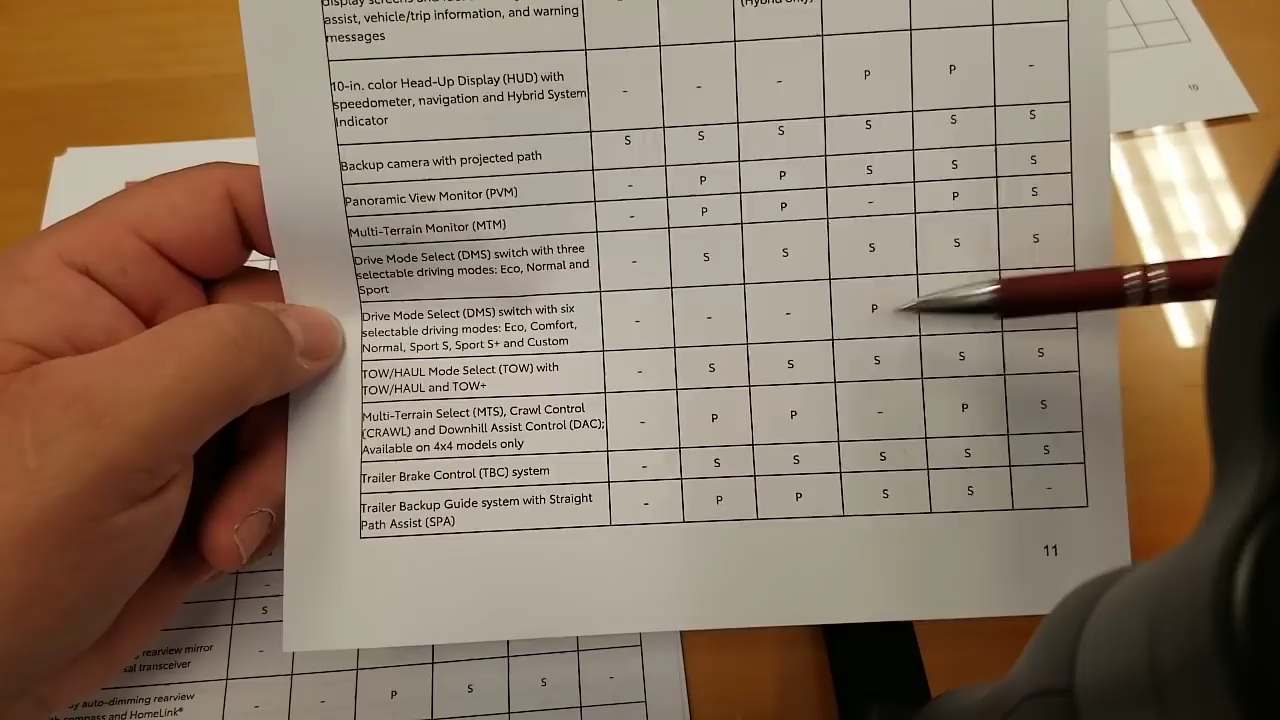 display screens and
assist, vehicle/trip information, and warning
messages
- - (Hybrid only)
10-in. color Head-Up Display (HUD) with
speedometer, navigation and Hybrid System
Indicator
- - - P P -
Backup camera with projected path
S S S S S S
Panoramic View Monitor (PVM)
- P P S S S
Multi-Terrain Monitor (MTM)
- P P - P S
Drive Mode Select (DMS) switch with three
selectable driving modes: Eco, Normal and
Sport
- S S S S S
Drive Mode Select (DMS) switch with six
selectable driving modes: Eco, Comfort,
Normal, Sport S, Sport S+ and Custom
- - - P
TOW/HAUL Mode Select (TOW) with
TOW/HAUL and TOW+
- S S S S S
Multi-Terrain Select (MTS), Crawl Control
(CRAWL) and Downhill Assist Control (DAC);
Available on 4x4 models only
- P P - P S
Trailer Brake Control (TBC) system
- S S S S S
Trailer Backup Guide system with Straight
Path Assist (SPA)
- P P S S -
11
10
-
S
rearview mirror
transceiver
-
auto-dimming rearview
compass and HomeLink®
- - P S S -